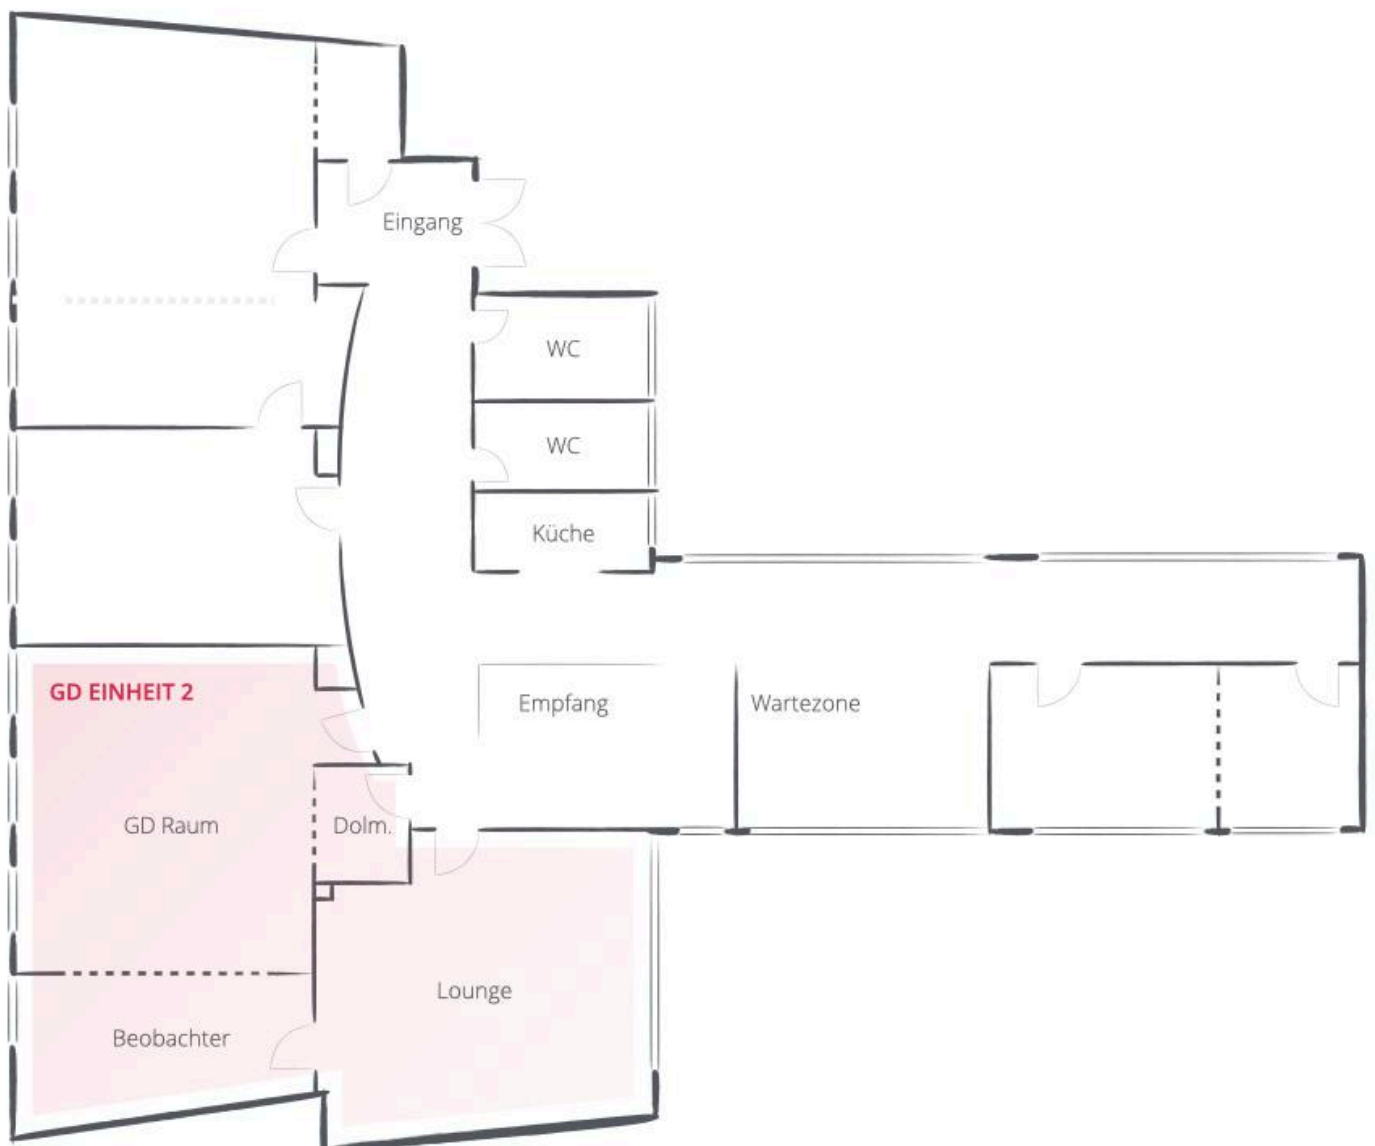 Eingang
WC
WC
Küche
GD EINHEIT 2
Empfang
Wartezone
GD Raum
Dolm.
Lounge
Beobachter